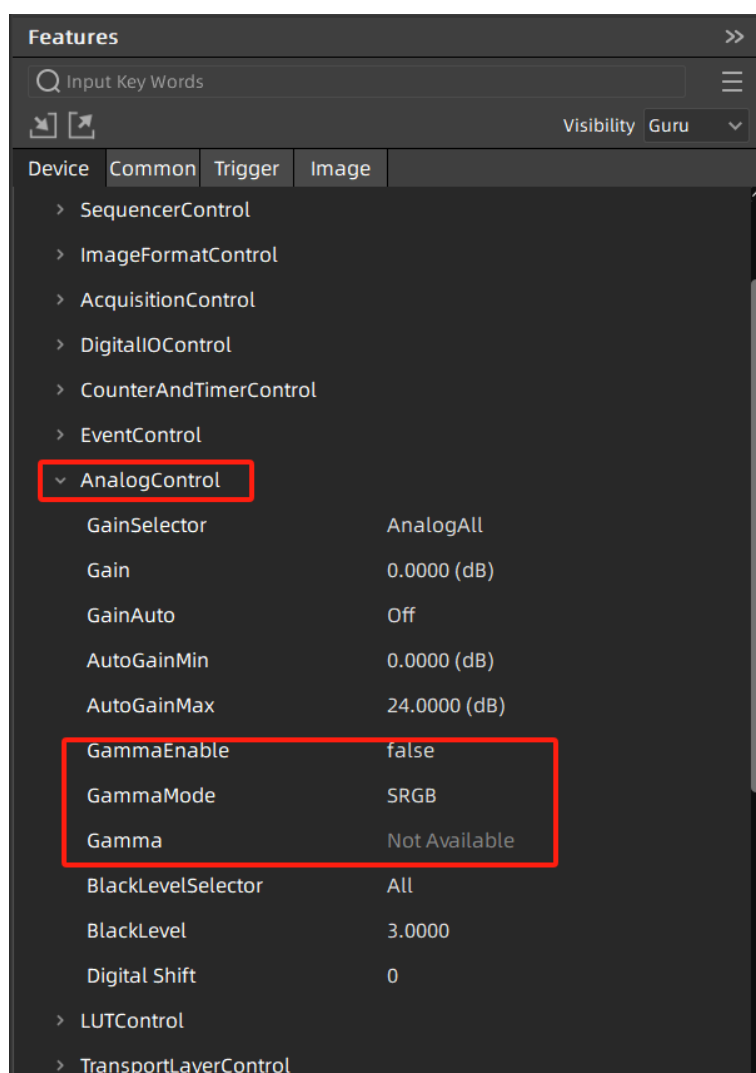 Features
Input Key Words
Visibility Guru
Device Common Trigger Image
SequencerControl
ImageFormatControl
AcquisitionControl
DigitalIOControl
CounterAndTimerControl
EventControl
AnalogControl
GainSelector AnalogAll
Gain 0.0000 (dB)
GainAuto Off
AutoGainMin 0.0000 (dB)
AutoGainMax 24.0000 (dB)
GammaEnable false
GammaMode SRGB
Gamma Not Available
BlackLevelSelector All
BlackLevel 3.0000
Digital Shift 0
LUTControl
TransportLayerControl